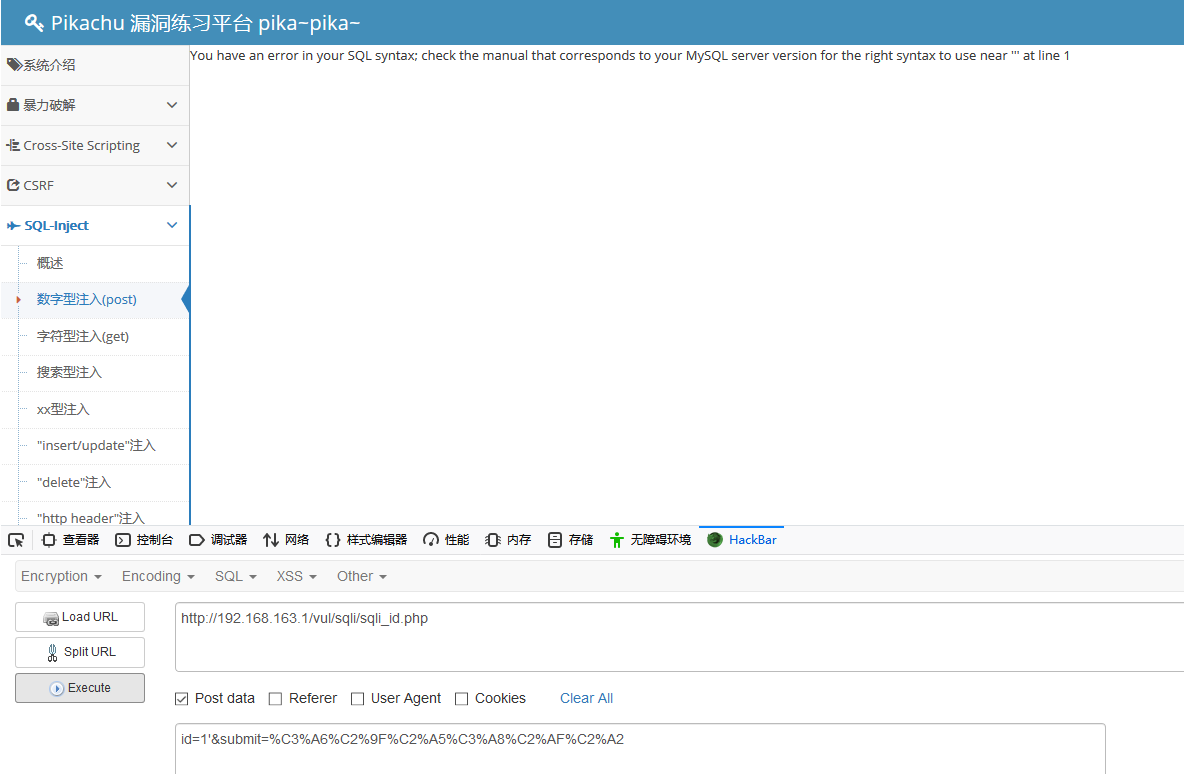 Pikachu 漏洞练习平台 pika~pika~
系统介绍
You have an error in your SQL syntax; check the manual that corresponds to your MySQL server version for the right syntax to use near ''' at line 1
暴力破解
Cross-Site Scripting
CSRF
SQL-Inject
概述
数字型注入(post)
字符型注入(get)
搜索型注入
xx型注入
"insert/update"注入
"delete"注入
"http header"注入
查看器 控制台 调试器 网络 样式编辑器 性能 内存 存储 无障碍环境 HackBar
Encryption Encoding SQL XSS Other
Load URL
http://192.168.163.1/vul/sqli/sqli_id.php
Split URL
Execute
Post data Referer User Agent Cookies Clear All
id=1'&submit=%C3%A6%C2%9F%C2%A5%C3%A8%C2%AF%C2%A2